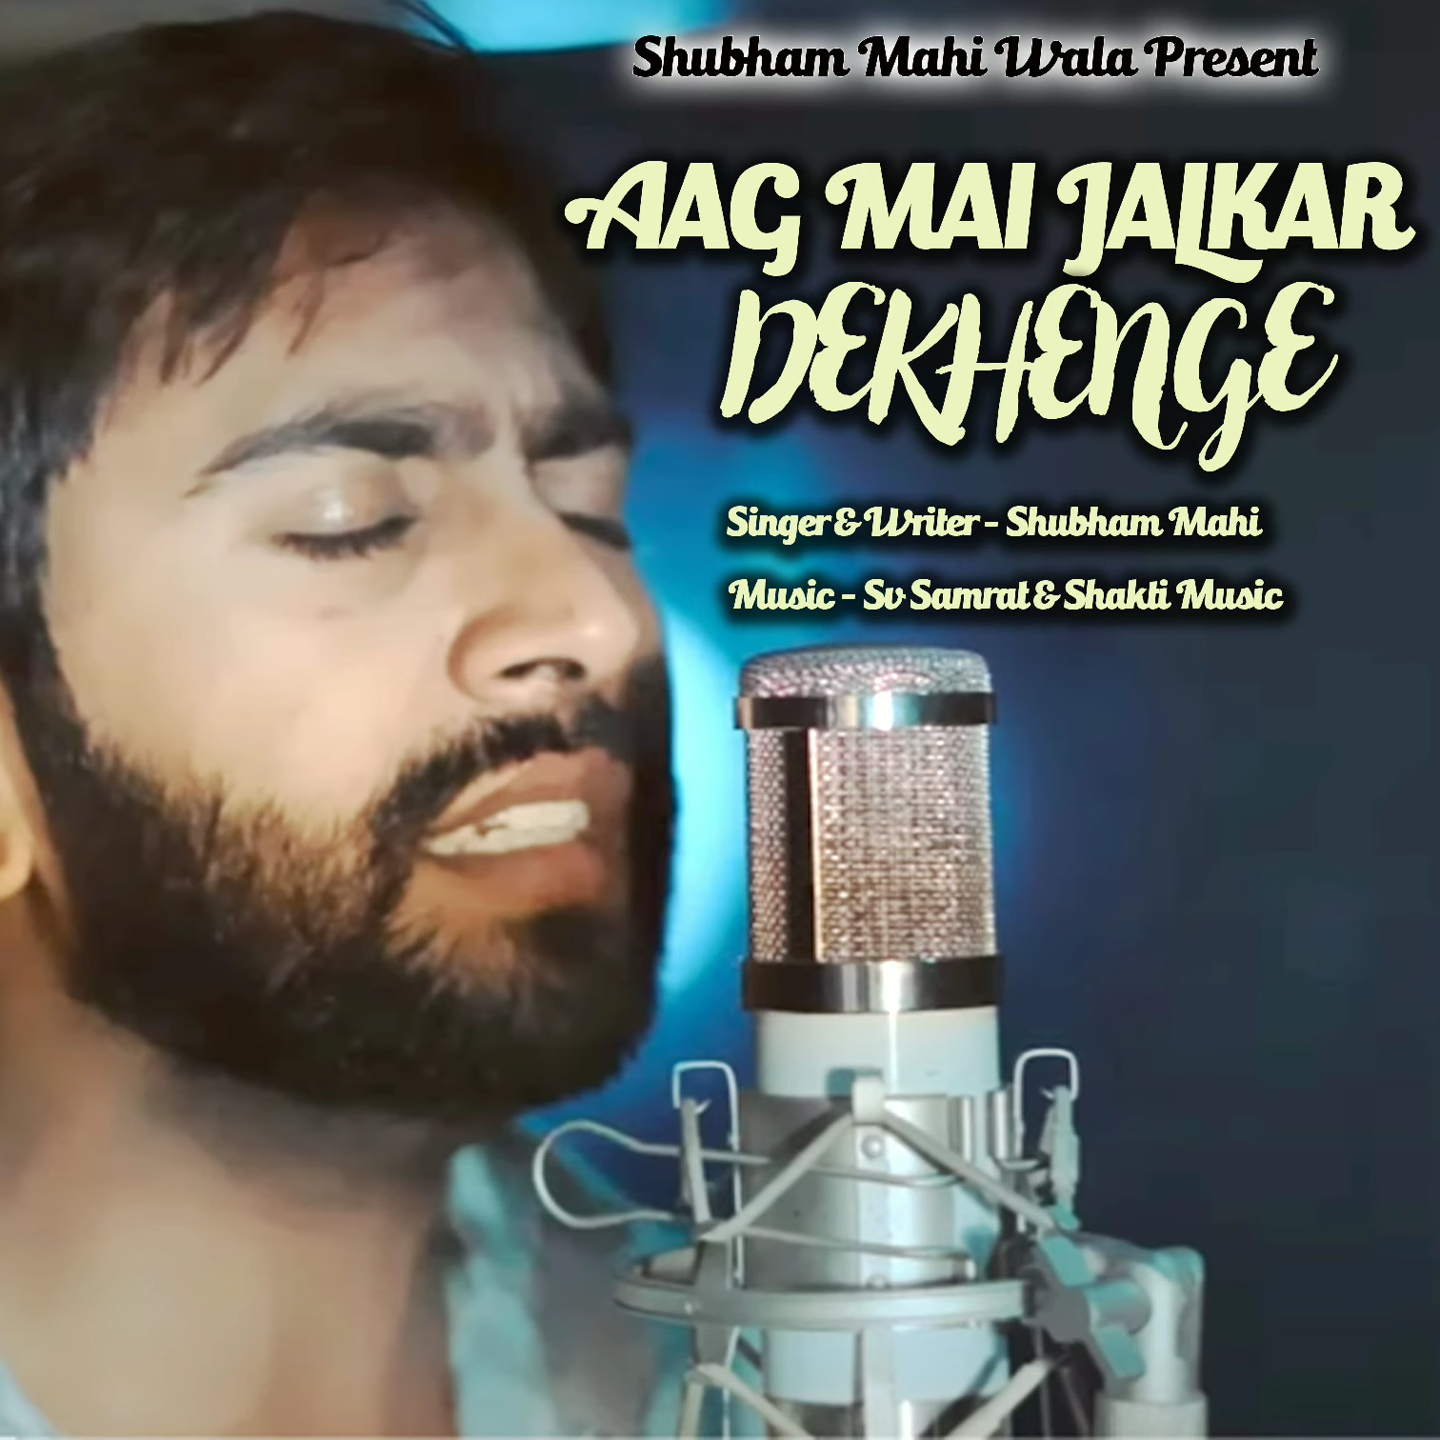 Shubham Mahi Wala Present
AAG MAI JALKAR
DEKHENGE
Singer & Writer - Shubham Mahi
Music - Sv Samrat & Shakti Music